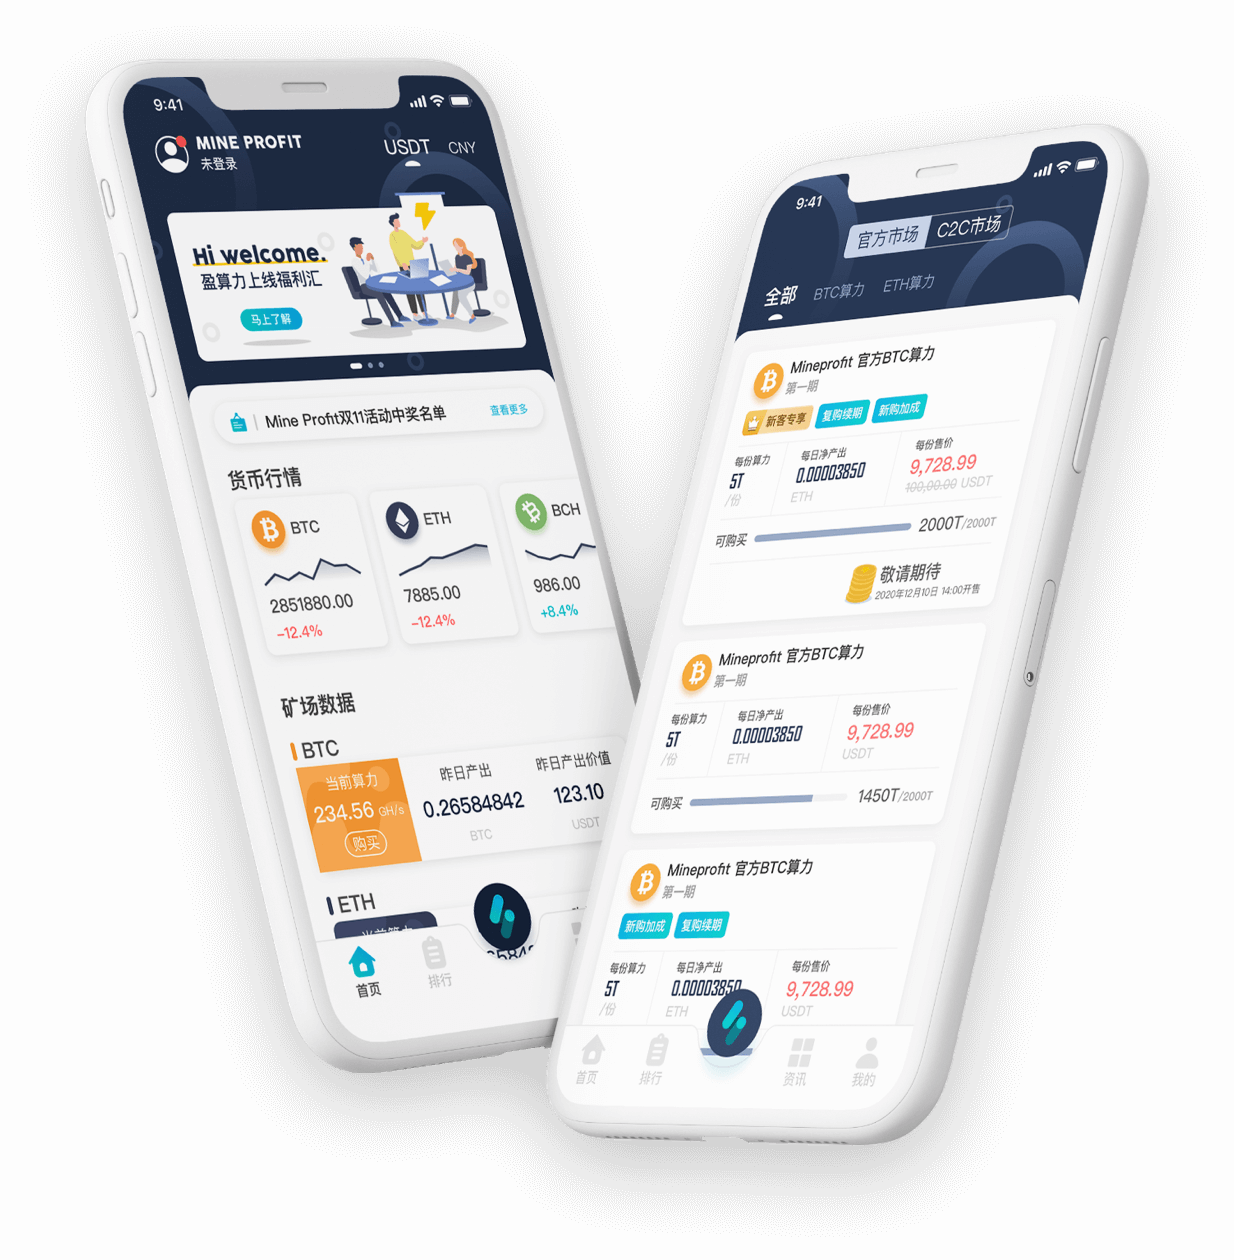 9:41
MINE PROFIT
未登录
USDT
CNY
Hi welcome.
盈算力上线福利汇
马上了解
Mine Profit双11活动中奖名单
查看更多
货币行情
BTC
2851880.00
-12.4%
ETH
7885.00
-12.4%
BCH
986.00
+8.4%
矿场数据
BTC
当前算力
234.56 GH/s
购买
昨日产出
0.26584842
BTC
昨日产出价值
123.10
USDT
ETH
当前算力
首页
排行
9:41
官方市场
C2C市场
全部
BTC算力
ETH算力
Mineprofit 官方BTC算力
第一期
新客专享
复购续期
新购加成
每份算力
5T
/份
每日净产出
0.00003850
ETH
每份售价
9,728.99
100,00.00 USDT
可购买
2000T/2000T
敬请期待
2020年12月10日 14:00开售
Mineprofit 官方BTC算力
第一期
每份算力
5T
/份
每日净产出
0.00003850
ETH
每份售价
9,728.99
USDT
可购买
1450T/2000T
Mineprofit 官方BTC算力
第一期
新购加成
复购续期
每份算力
5T
/份
每日净产出
0.00003850
ETH
每份售价
9,728.99
USDT
首页
排行
资讯
我的